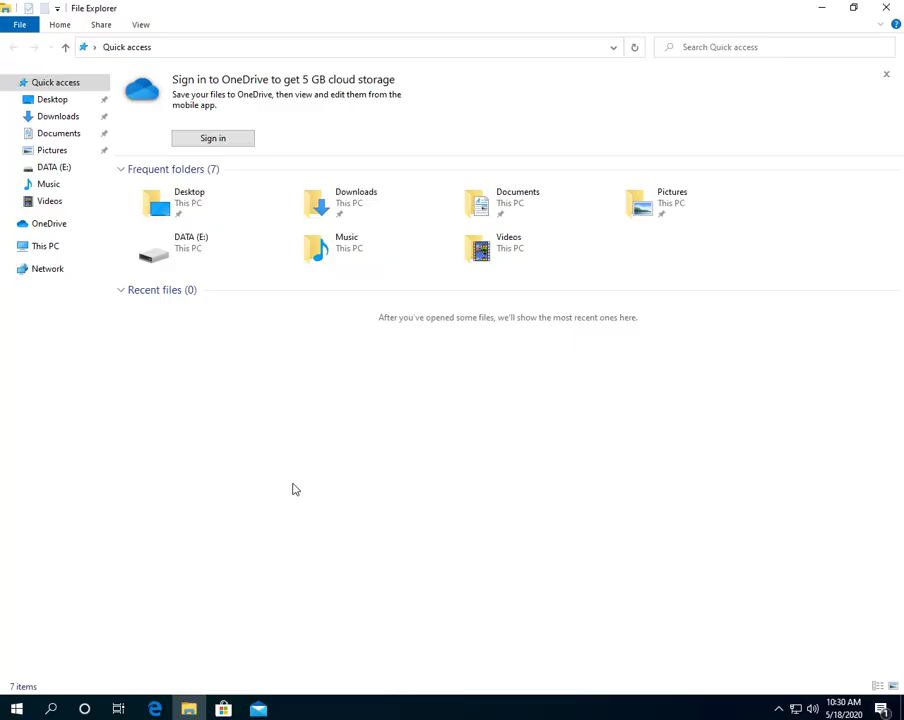 File Explorer
File Home Share View
Quick access
Search Quick access
Quick access
Desktop
Downloads
Documents
Pictures
DATA (E:)
Music
Videos
OneDrive
This PC
Network
Sign in to OneDrive to get 5 GB cloud storage
Save your files to OneDrive, then view and edit them from the
mobile app.
Sign in
Frequent folders (7)
Desktop
This PC
Downloads
This PC
Documents
This PC
Pictures
This PC
DATA (E:)
This PC
Music
This PC
Videos
This PC
Recent files (0)
After you've opened some files, we'll show the most recent ones here.
7 items
10:30 AM
5/18/2020
1